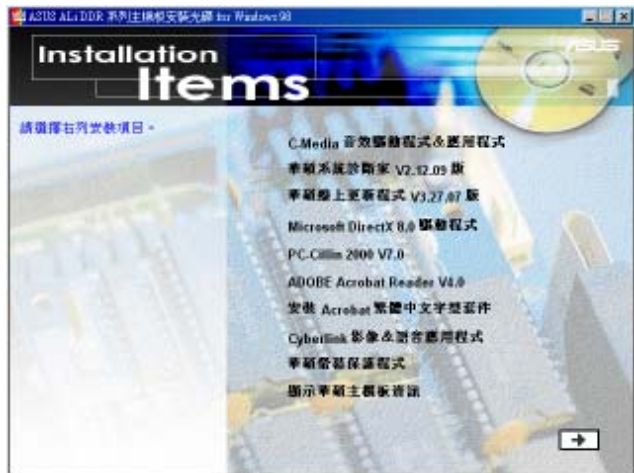 ASUS ALi DDR 系列主機板安裝光碟 for Windows 98
Installation
Items
ASUS
請選擇右列安裝項目。
C-Media 音效驅動程式&應用程式
華碩系統診斷家 V2.12.09 版
華碩線上更新程式 V3.27.07 版
Microsoft DirectX 8.0 驅動程式
PC-Cillin 2000 V7.0
ADOBE Acrobat Reader V4.0
安裝 Acrobat 繁體中文字型套件
Cyberlink 影像&語音應用程式
華碩螢幕保護程式
顯示華碩主機板資訊